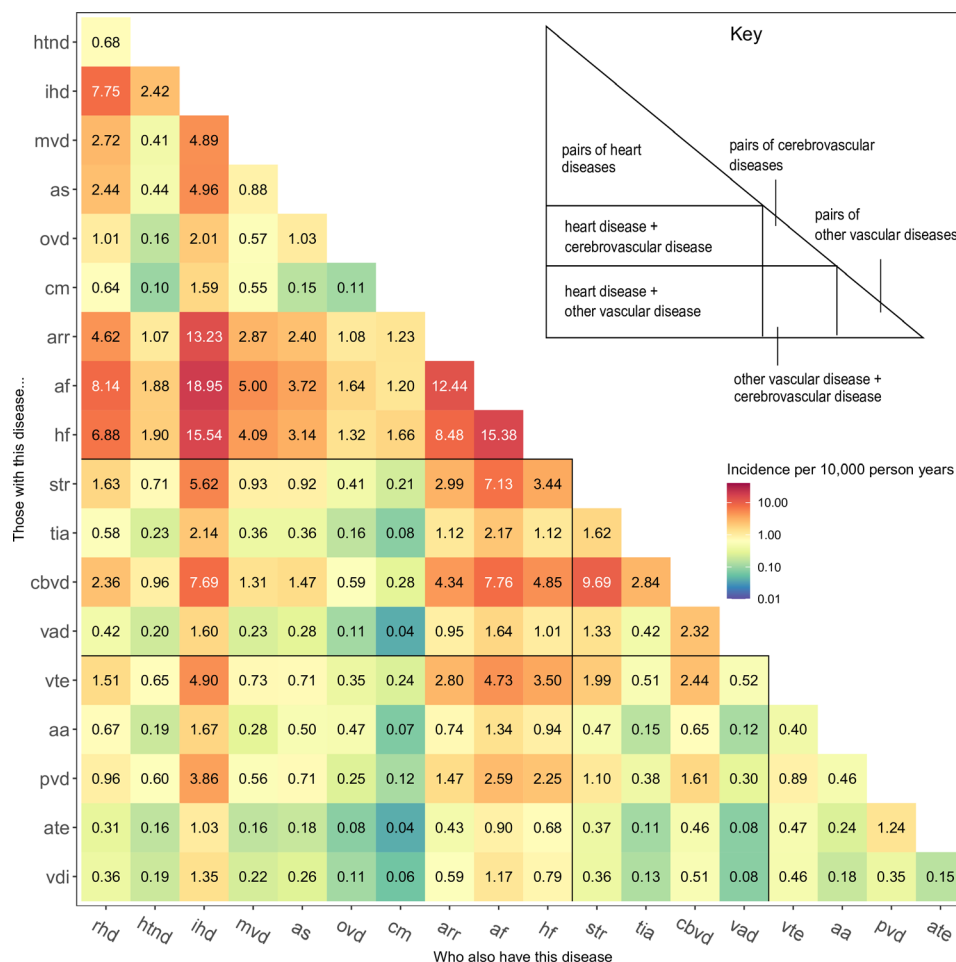 Key
pairs of heart
diseases
pairs of cerebrovascular
diseases
pairs of
other vascular diseases
heart disease +
cerebrovascular disease
heart disease +
other vascular disease
other vascular disease +
cerebrovascular disease
Incidence per 10,000 person years
10.00
1.00
0.10
0.01
Those with this disease...
htnd 0.68
ihd 7.75 2.42
mvd 2.72 0.41 4.89
as 2.44 0.44 4.96 0.88
ovd 1.01 0.16 2.01 0.57 1.03
cm 0.64 0.10 1.59 0.55 0.15 0.11
arr 4.62 1.07 13.23 2.87 2.40 1.08 1.23
af 8.14 1.88 18.95 5.00 3.72 1.64 1.20 12.44
hf 6.88 1.90 15.54 4.09 3.14 1.32 1.66 8.48 15.38
str 1.63 0.71 5.62 0.93 0.92 0.41 0.21 2.99 7.13 3.44
tia 0.58 0.23 2.14 0.36 0.36 0.16 0.08 1.12 2.17 1.12 1.62
cbvd 2.36 0.96 7.69 1.31 1.47 0.59 0.28 4.34 7.76 4.85 9.69 2.84
vad 0.42 0.20 1.60 0.23 0.28 0.11 0.04 0.95 1.64 1.01 1.33 0.42 2.32
vte 1.51 0.65 4.90 0.73 0.71 0.35 0.24 2.80 4.73 3.50 1.99 0.51 2.44 0.52
aa 0.67 0.19 1.67 0.28 0.50 0.47 0.07 0.74 1.34 0.94 0.47 0.15 0.65 0.12 0.40
pvd 0.96 0.60 3.86 0.56 0.71 0.25 0.12 1.47 2.59 2.25 1.10 0.38 1.61 0.30 0.89 0.46
ate 0.31 0.16 1.03 0.16 0.18 0.08 0.04 0.43 0.90 0.68 0.37 0.11 0.46 0.08 0.47 0.24 1.24
vdi 0.36 0.19 1.35 0.22 0.26 0.11 0.06 0.59 1.17 0.79 0.36 0.13 0.51 0.08 0.46 0.18 0.35 0.15
rhd htnd ihd mvd as ovd cm arr af hf str tia cbvd vad vte aa pvd ate
Who also have this disease